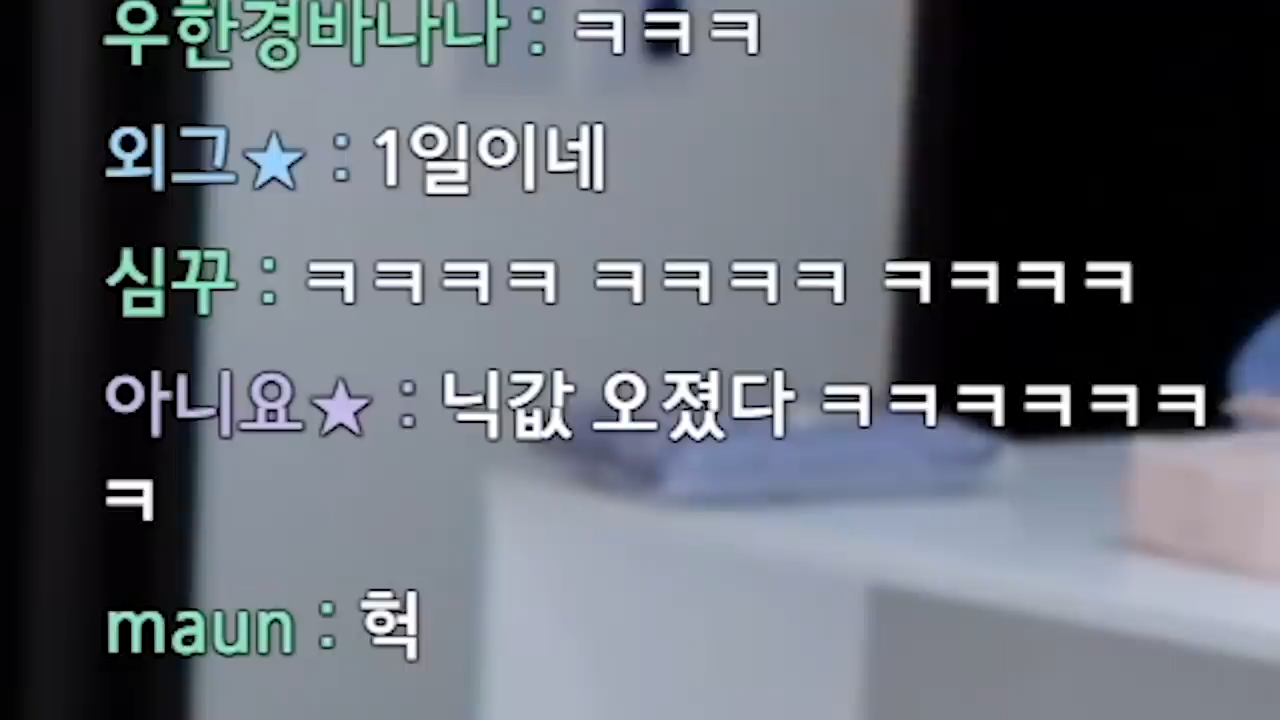 우한경바나나 : ㅋㅋㅋ
외그★ : 1일이네
심꾸 : ㅋㅋㅋㅋ ㅋㅋㅋㅋ ㅋㅋㅋㅋ
아니요★ : 닉값 오졌다 ㅋㅋㅋㅋㅋㅋ
ㅋ
maun : 헉